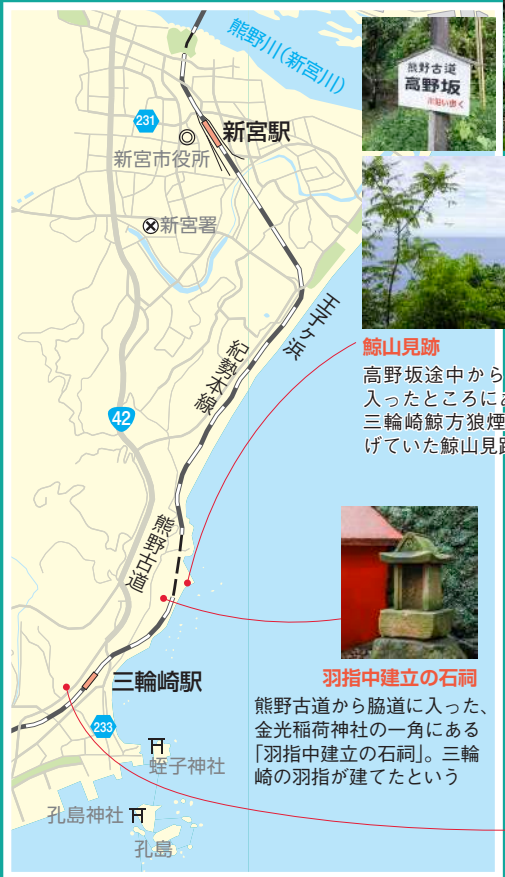 熊野川(新宮川)
熊野古道
高野坂
231
新宮駅
新宮市役所
新宮署
王子ヶ浜
紀勢本線
鯨山見跡
高野坂途中から
入ったところにあ
三輪崎鯨方狼煙
げていた鯨山見跡
42
熊野古道
羽指中建立の石祠
熊野古道から脇道に入った、
金光稲荷神社の一角にある
「羽指中建立の石祠」。三輪
崎の羽指が建てたという
三輪崎駅
233
蛭子神社
孔島神社
孔島